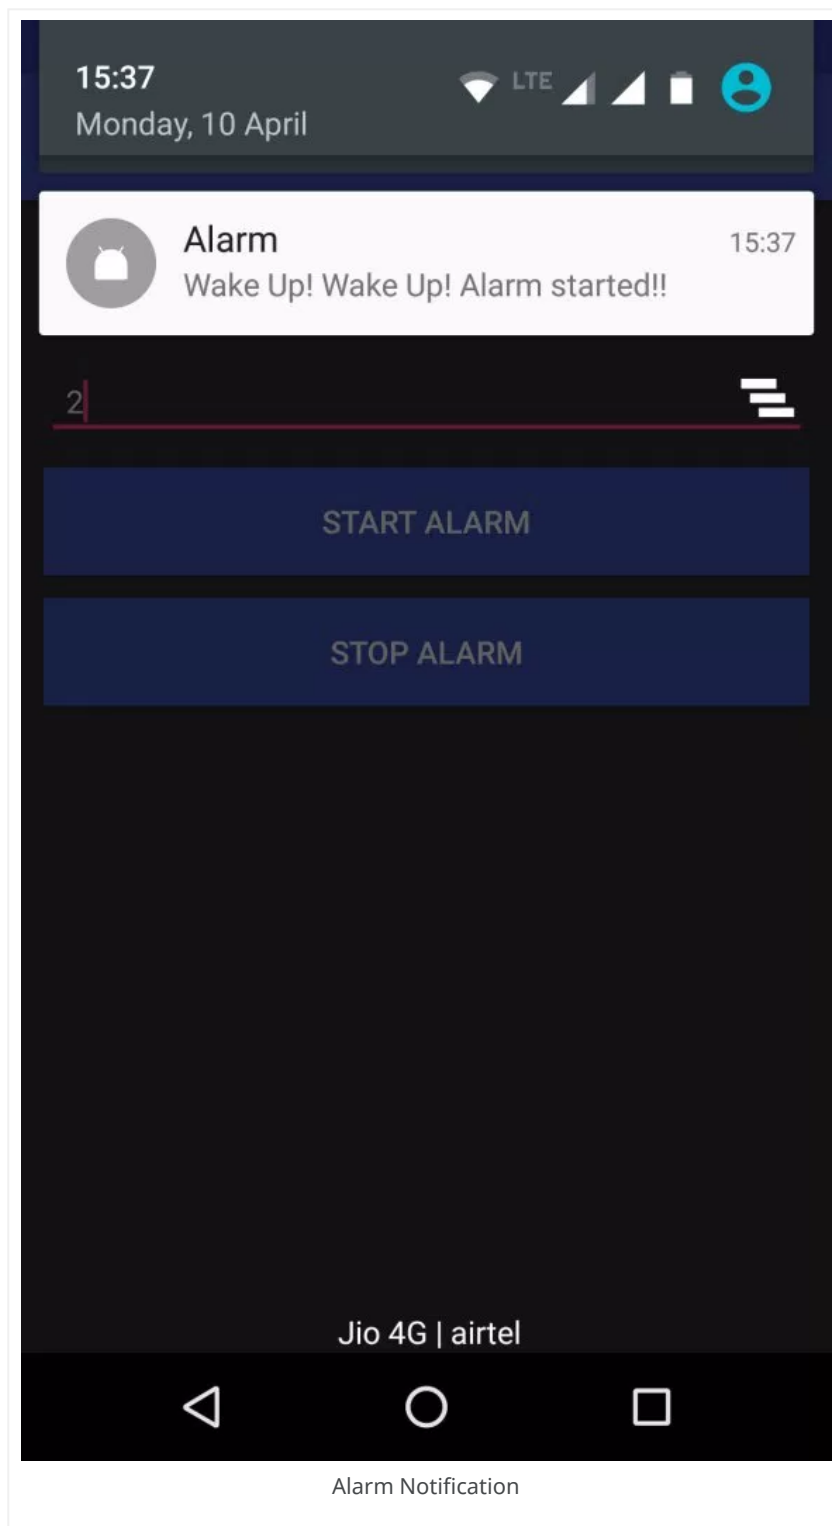 15:37
LTE
Monday, 10 April
Alarm
15:37
Wake Up! Wake Up! Alarm started!!
2
START ALARM
STOP ALARM
Jio 4G | airtel
Alarm Notification